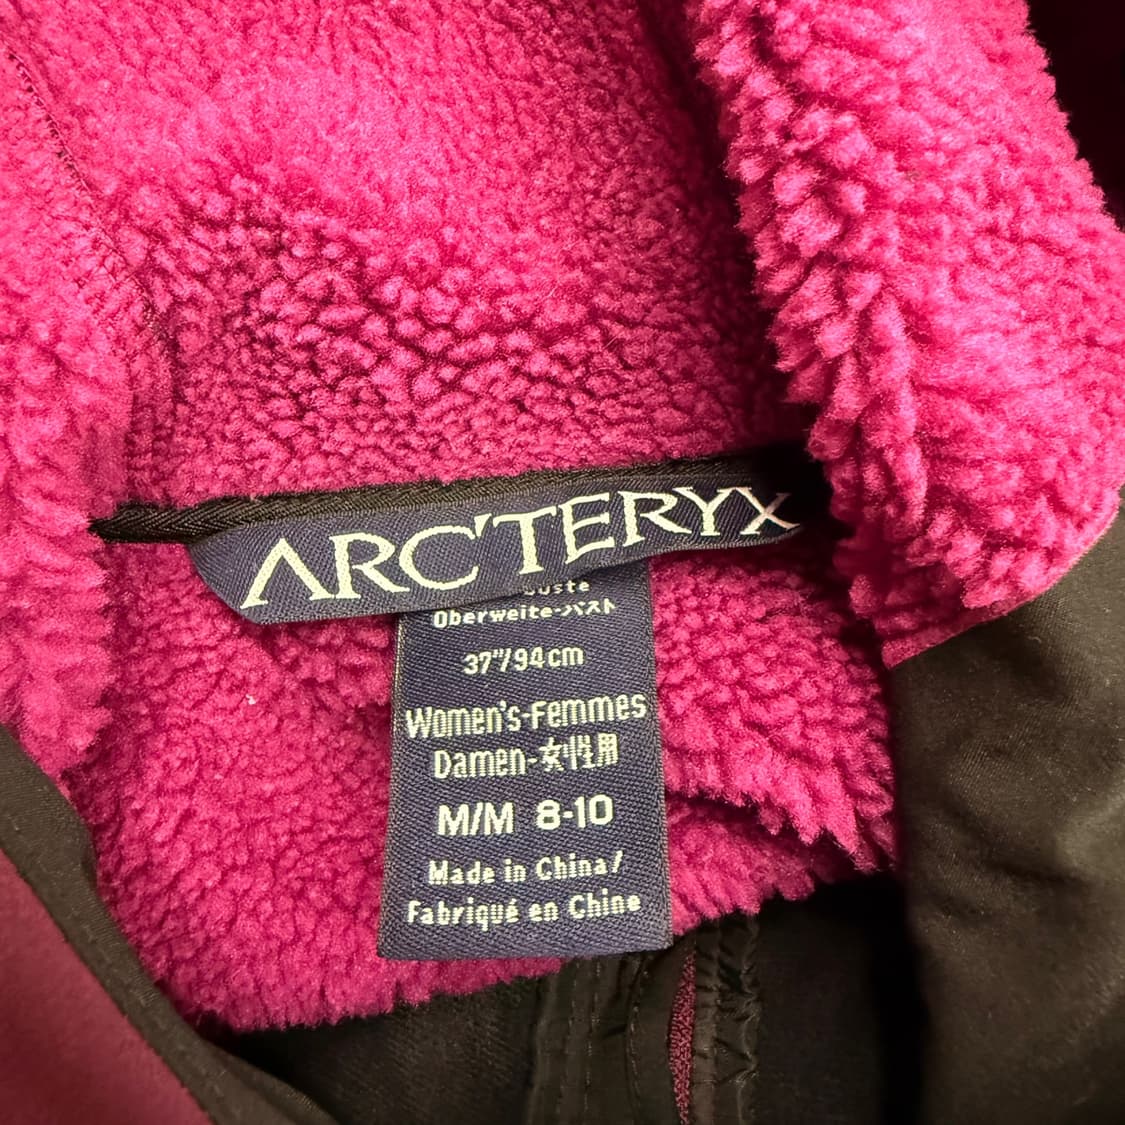 ARC'TERYX
Buste
Oberweite-バスト
37"/94cm
Women's-Femmes
Damen-女性用
M/M 8-10
Made in China/
Fabriqué en Chine